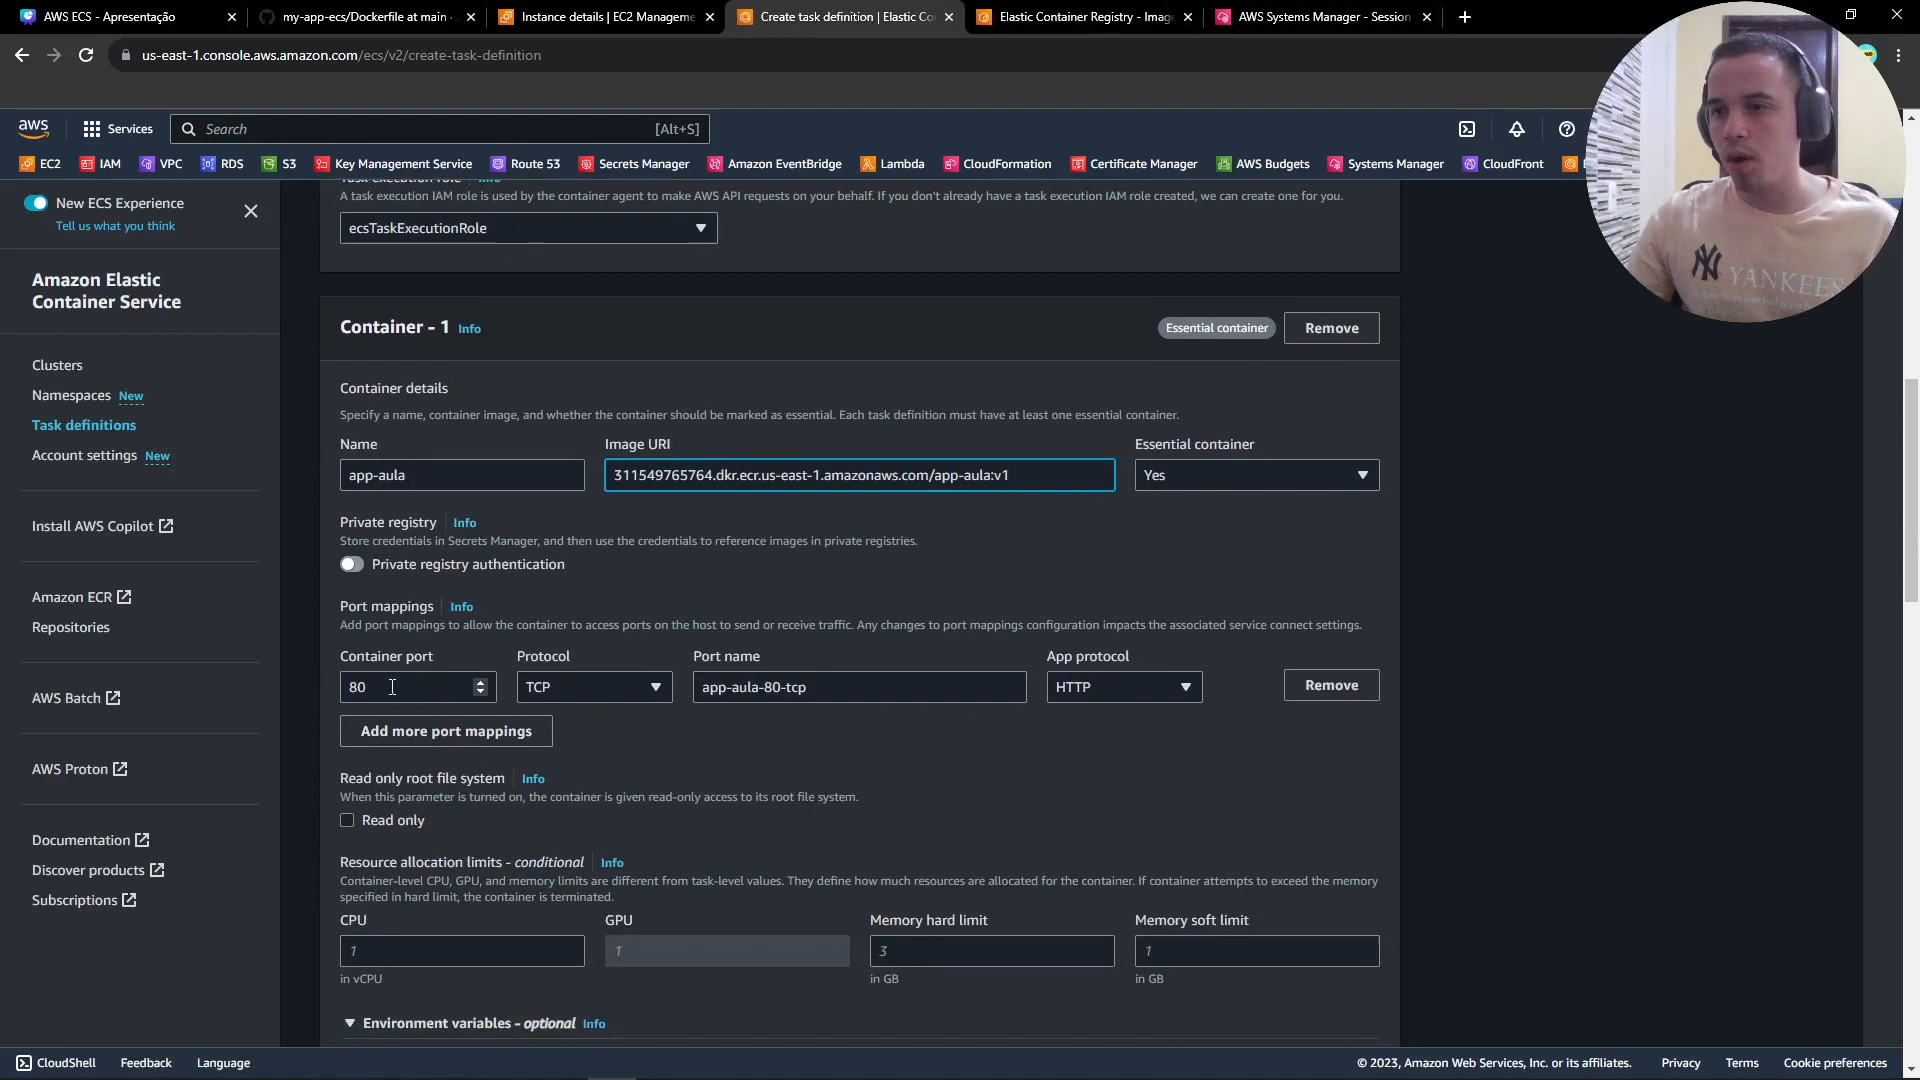 AWS ECS - Apresentação
my-app-ecs/Dockerfile at main ·
Instance details | EC2 Manageme
Create task definition | Elastic Co
Elastic Container Registry - Imag
AWS Systems Manager - Session
us-east-1.console.aws.amazon.com/ecs/v2/create-task-definition
aws
Services
Search
[Alt+S]
EC2
IAM
VPC
RDS
S3
Key Management Service
Route 53
Secrets Manager
Amazon EventBridge
Lambda
CloudFormation
Certificate Manager
AWS Budgets
Systems Manager
CloudFront
New ECS Experience
Tell us what you think
Amazon Elastic
Container Service
Clusters
Namespaces New
Task definitions
Account settings New
Install AWS Copilot
Amazon ECR
Repositories
AWS Batch
AWS Proton
Documentation
Discover products
Subscriptions
Task execution role Info
A task execution IAM role is used by the container agent to make AWS API requests on your behalf. If you don't already have a task execution IAM role created, we can create one for you.
ecsTaskExecutionRole
Container - 1 Info
Essential container
Remove
Container details
Specify a name, container image, and whether the container should be marked as essential. Each task definition must have at least one essential container.
Name
Image URI
Essential container
app-aula
311549765764.dkr.ecr.us-east-1.amazonaws.com/app-aula:v1
Yes
Private registry Info
Store credentials in Secrets Manager, and then use the credentials to reference images in private registries.
Private registry authentication
Port mappings Info
Add port mappings to allow the container to access ports on the host to send or receive traffic. Any changes to port mappings configuration impacts the associated service connect settings.
Container port
Protocol
Port name
App protocol
80
TCP
app-aula-80-tcp
HTTP
Remove
Add more port mappings
Read only root file system Info
When this parameter is turned on, the container is given read-only access to its root file system.
Read only
Resource allocation limits - conditional Info
Container-level CPU, GPU, and memory limits are different from task-level values. They define how much resources are allocated for the container. If container attempts to exceed the memory
specified in hard limit, the container is terminated.
CPU
GPU
Memory hard limit
Memory soft limit
1
1
3
1
in vCPU
in GB
in GB
Environment variables - optional Info
NY YANKEES
CloudShell
Feedback
Language
© 2023, Amazon Web Services, Inc. or its affiliates.
Privacy
Terms
Cookie preferences